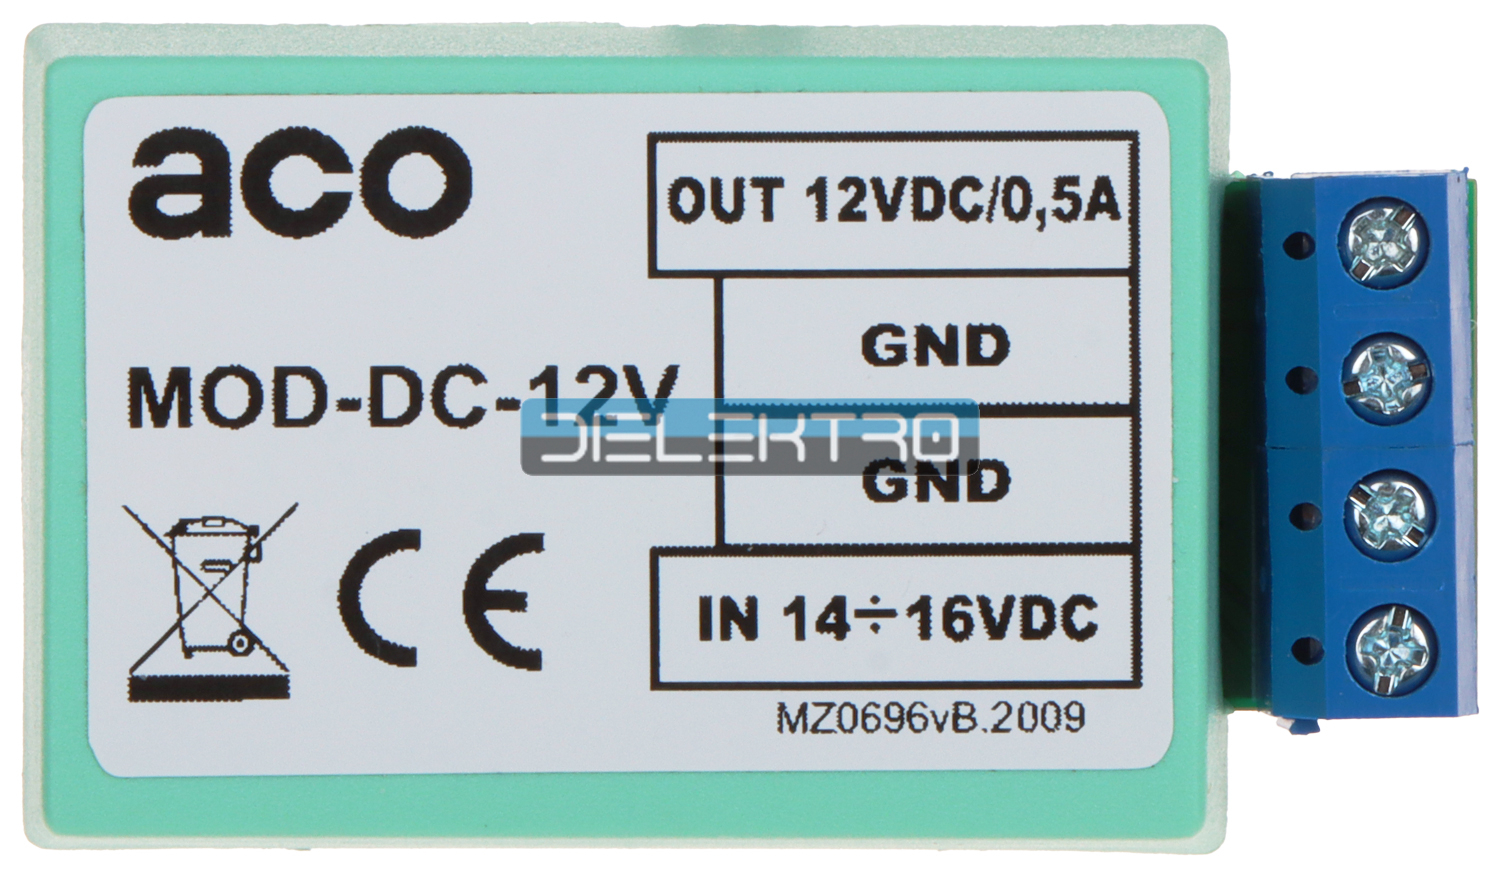 aco
OUT 12VDC/0,5A
GND
MOD-DC-12V
DELEKTRO
GND
CE
IN 14÷16VDC
MZ0696vB.2009